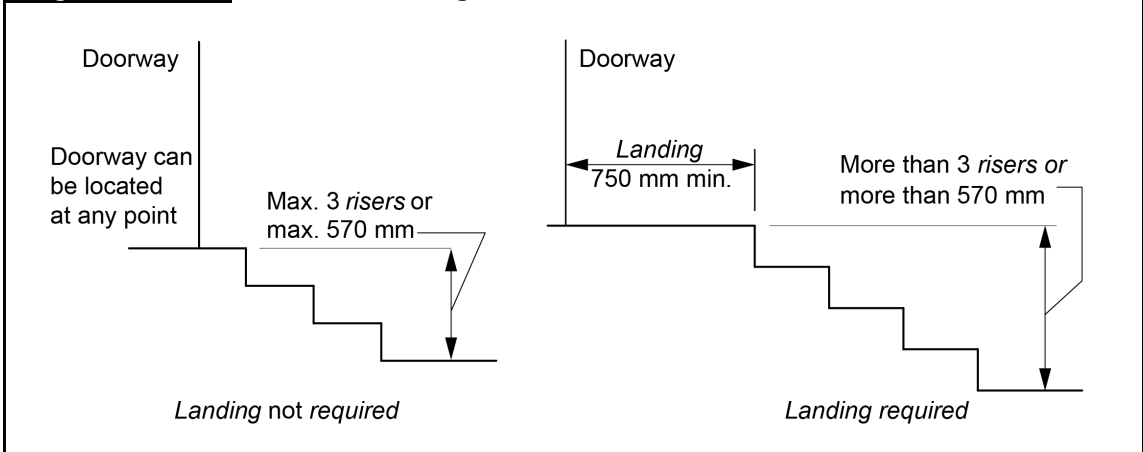 Doorway
Doorway can
be located
at any point
Max. 3 risers or
max. 570 mm
Landing not required
Doorway
Landing
750 mm min.
More than 3 risers or
more than 570 mm
Landing required